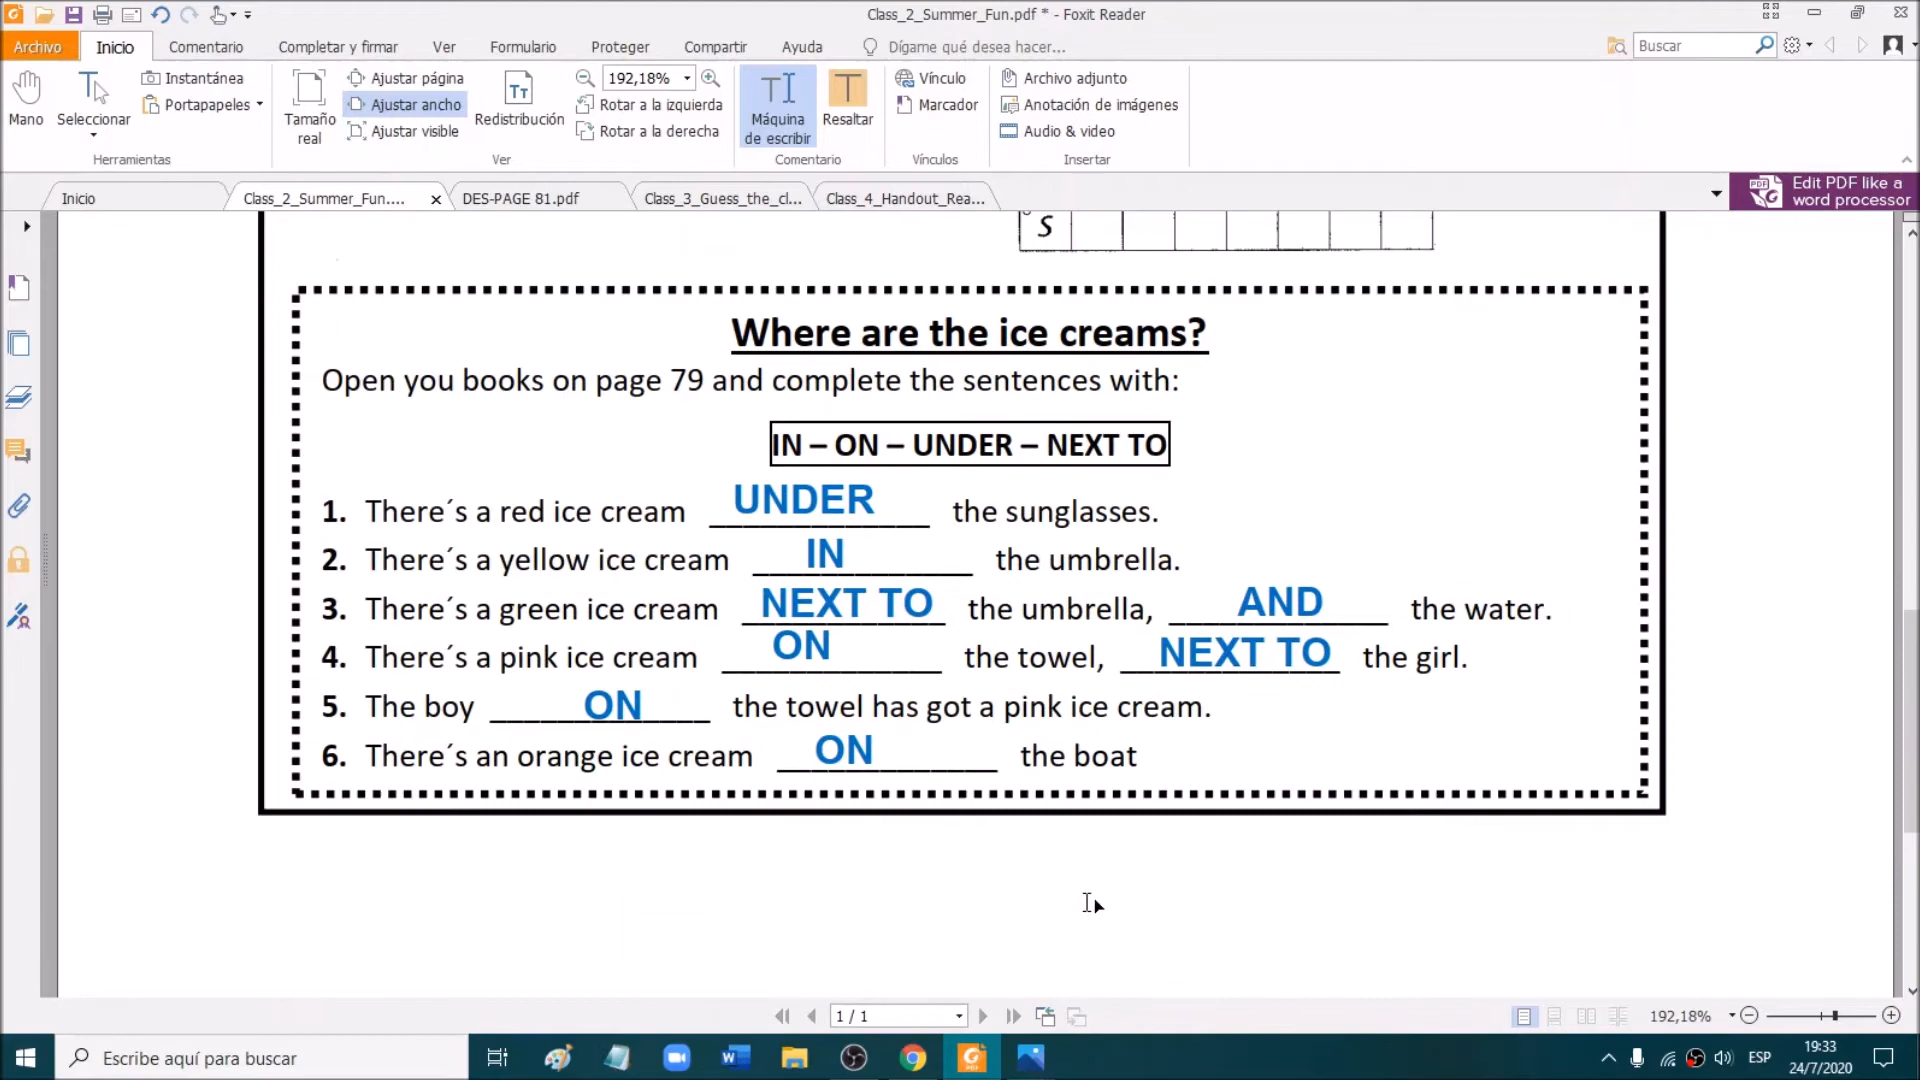 Class_2_Summer_Fun.pdf * - Foxit Reader
Archivo Inicio Comentario Completar y firmar Ver Formulario Proteger Compartir Ayuda Dígame qué desea hacer... Buscar
Mano
Seleccionar
Instantánea
Portapapeles
Herramientas
Tamaño real
Ajustar página
Ajustar ancho
Ajustar visible
Redistribución
192,18%
Rotar a la izquierda
Rotar a la derecha
Ver
Máquina de escribir
Resaltar
Comentario
Vínculo
Marcador
Vínculos
Archivo adjunto
Anotación de imágenes
Audio & video
Insertar
Inicio Class_2_Summer_Fun.... DES-PAGE 81.pdf Class_3_Guess_the_cl... Class_4_Handout_Rea...
Edit PDF like a
word processor
S
Where are the ice creams?
Open you books on page 79 and complete the sentences with:
IN – ON – UNDER – NEXT TO
1. There´s a red ice cream UNDER the sunglasses.
2. There´s a yellow ice cream IN the umbrella.
3. There´s a green ice cream NEXT TO the umbrella, AND the water.
4. There´s a pink ice cream ON the towel, NEXT TO the girl.
5. The boy ON the towel has got a pink ice cream.
6. There´s an orange ice cream ON the boat
1 / 1
192,18%
Escribe aquí para buscar
ESP
19:33
24/7/2020